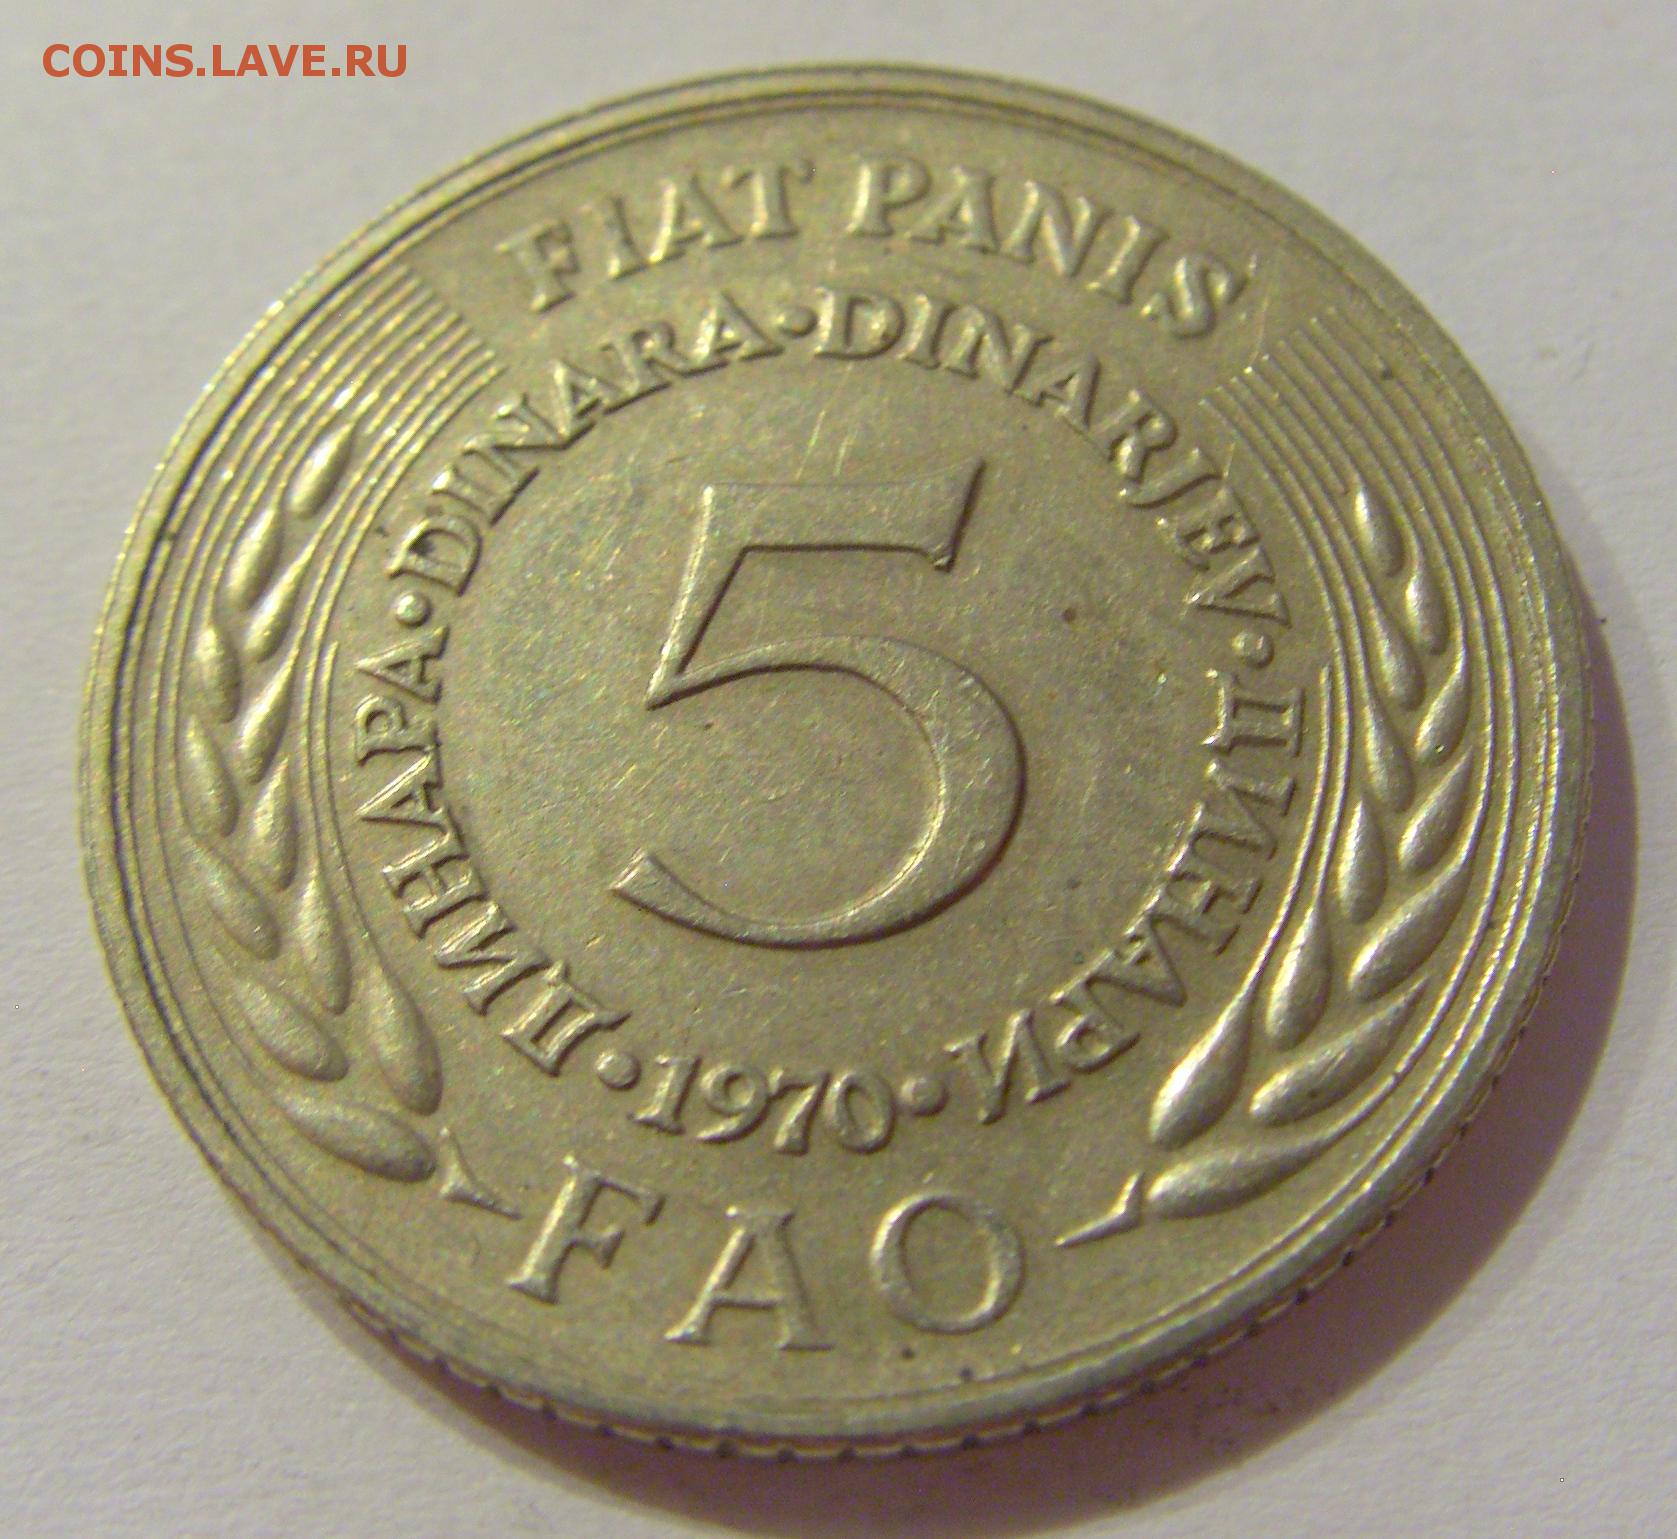 COINS.LAVE.RU
FIAT PANIS
ДИНАРА·DINARA·DINARJEV·ДИНАРИ·1970·
5
FAO